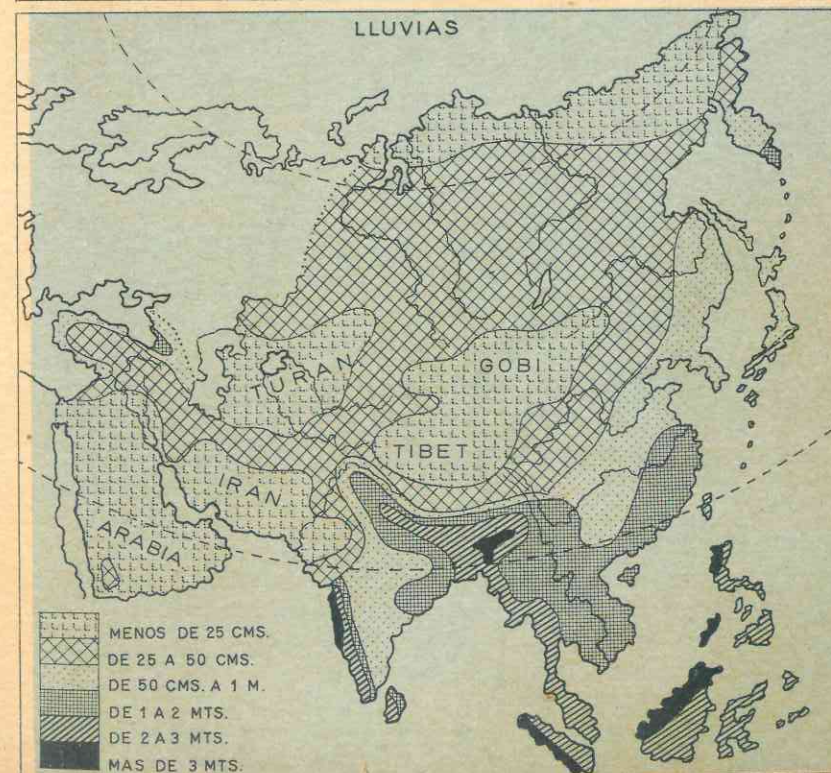 LLUVIAS
TURAN
GOBI
TIBET
IRAN
ARABIA
MENOS DE 25 CMS.
DE 25 A 50 CMS.
DE 50 CMS. A 1 M.
DE 1 A 2 MTS.
DE 2 A 3 MTS.
MAS DE 3 MTS.